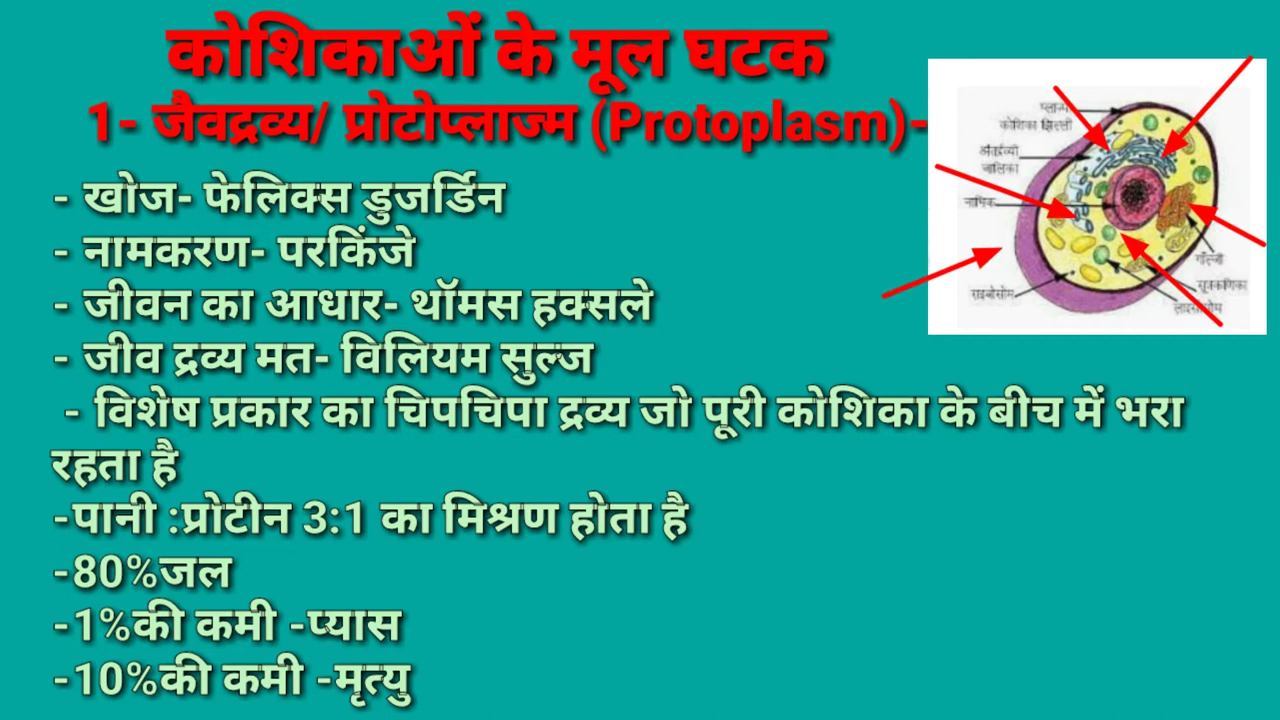 कोशिकाओं के मूल घटक
1- जैवद्रव्य/ प्रोटोप्लाज्म (Protoplasm)-
- खोज- फेलिक्स डुजर्डिन
- नामकरण- परकिंजे
- जीवन का आधार- थॉमस हक्सले
- जीव द्रव्य मत- विलियम सुल्ज
- विशेष प्रकार का चिपचिपा द्रव्य जो पूरी कोशिका के बीच में भरा
रहता है
-पानी :प्रोटीन 3:1 का मिश्रण होता है
-80%जल
-1%की कमी -प्यास
-10%की कमी -मृत्यु
प्लाज्म
कोशिका झिल्ली
जालिका
गॉल्जी
राइबोसोम